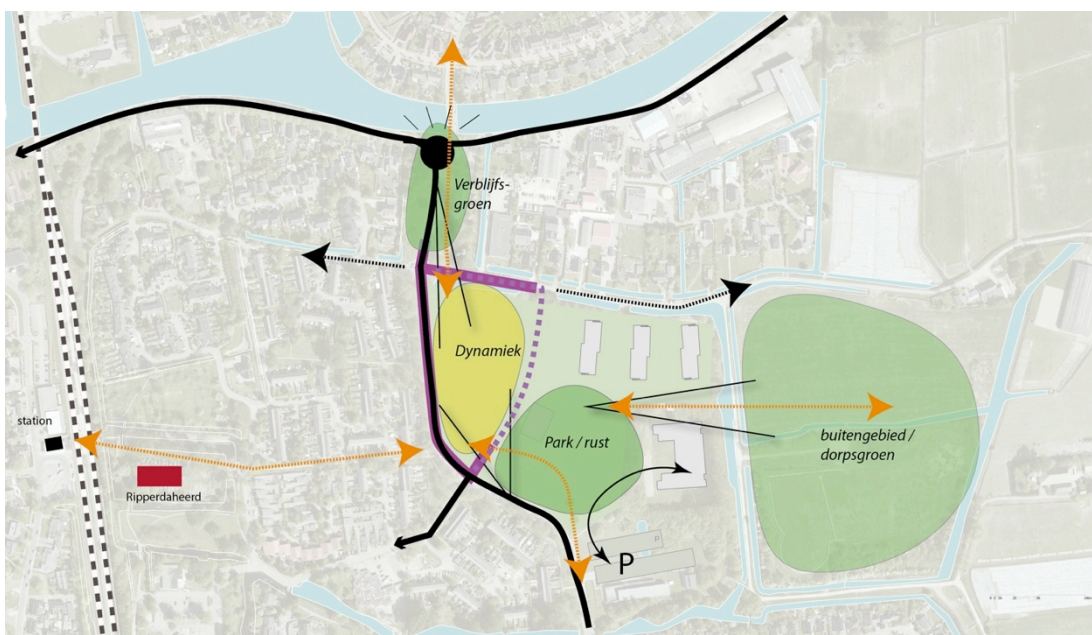 Verblijfs-
groen
Dynamiek
station
Park / rust
buitengebied /
dorpsgroen
Ripperdaheerd
P